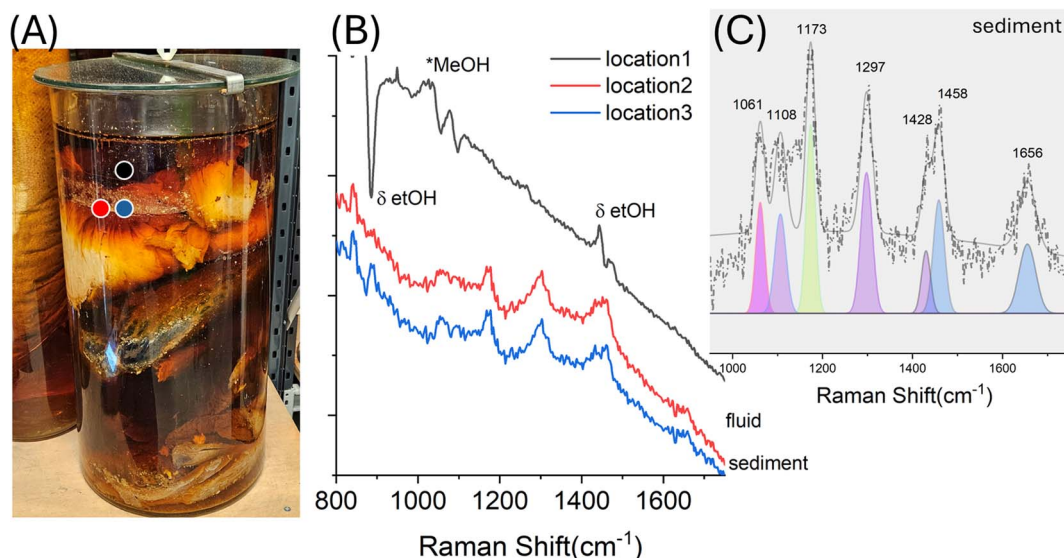 (A)
(B)
*MeOH
δ etOH
δ etOH
location1
location2
location3
fluid
sediment
800 1000 1200 1400 1600
Raman Shift(cm⁻¹)
(C)
sediment
1061
1108
1173
1297
1428
1458
1656
1000 1200 1400 1600
Raman Shift(cm⁻¹)